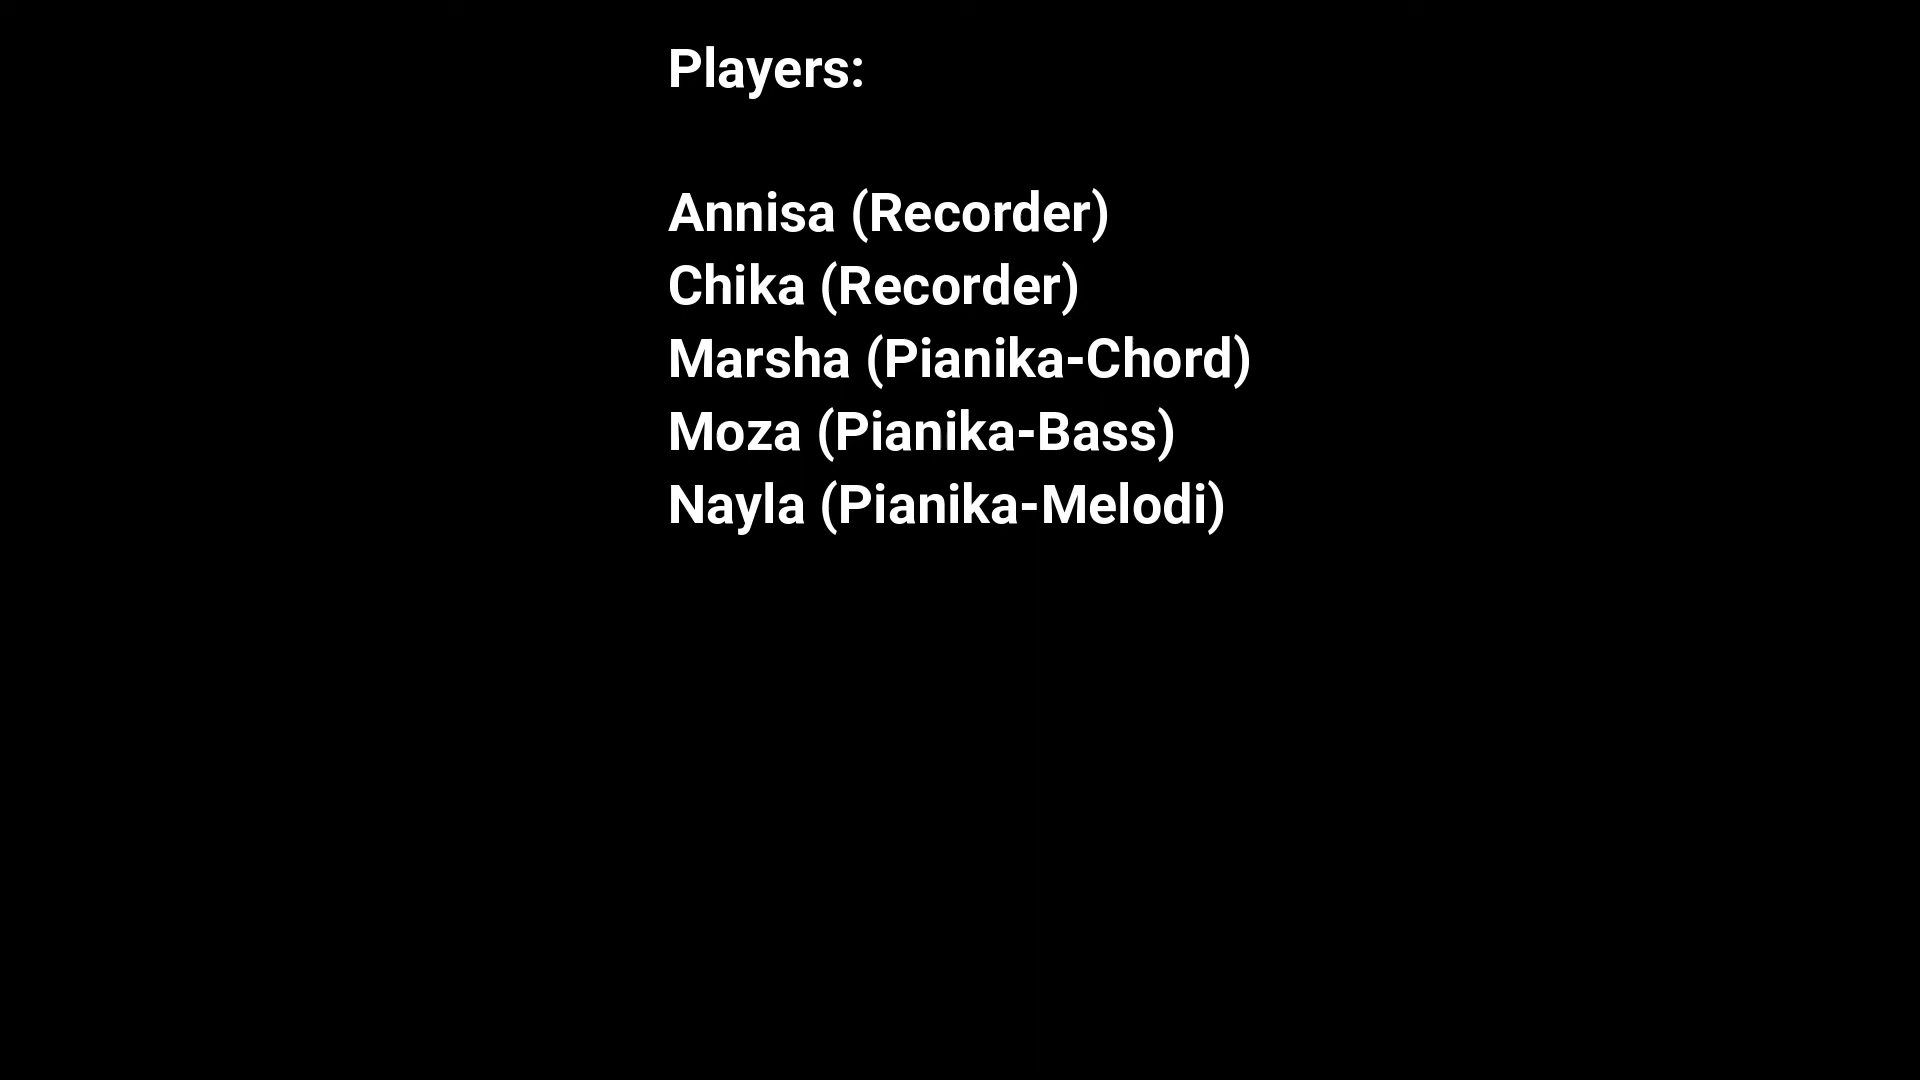 Players:
Annisa (Recorder)
Chika (Recorder)
Marsha (Pianika-Chord)
Moza (Pianika-Bass)
Nayla (Pianika-Melodi)